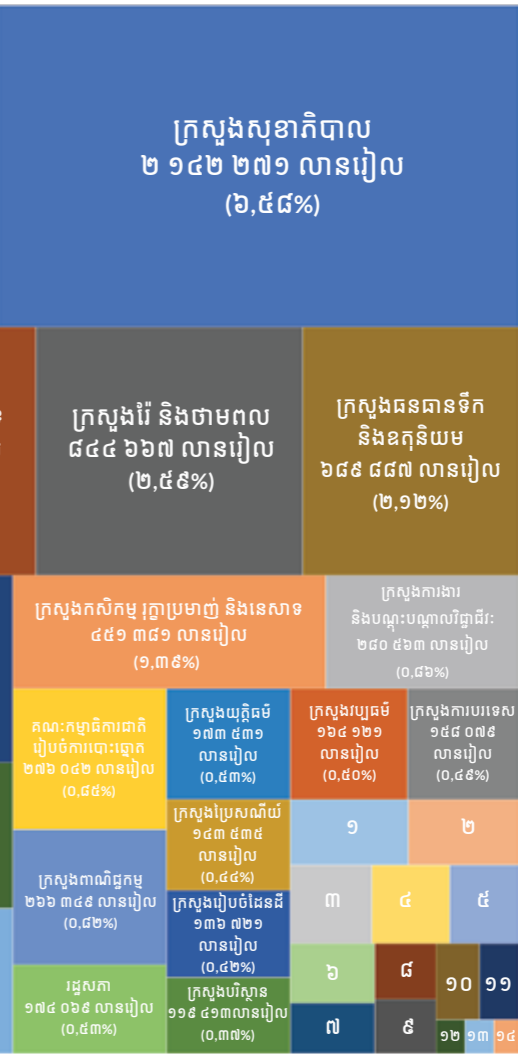 ក្រសួងសុខាភិបាល
២ ១៤២ ២៧១ លានរៀល
(៦,៥៨%)
ក្រសួងរ៉ែ និងថាមពល
៨៤៤ ៦៦៧ លានរៀល
(២,៥៩%)
ក្រសួងធនធានទឹក
និងឧតុនិយម
៦៨៩ ៨៨៧ លានរៀល
(២,១២%)
ក្រសួងកសិកម្ម រុក្ខាប្រមាញ់ និងនេសាទ
៤៥១ ៣៨១ លានរៀល
(១,៣៩%)
ក្រសួងការងារ
និងបណ្តុះបណ្តាលវិជ្ជាជីវៈ
២៨០ ៥៦៣ លានរៀល
(០,៨៦%)
គណៈកម្មាធិការជាតិ
រៀបចំការបោះឆ្នោត
២៧៦ ០៤២ លានរៀល
(០,៨៥%)
ក្រសួងយុត្តិធម៌
១៧៣ ៥៣១
លានរៀល
(០,៥៣%)
ក្រសួងវប្បធម៌
១៦៤ ១២១
លានរៀល
(០,៥០%)
ក្រសួងការបរទេស
១៥៨ ០៧៩
លានរៀល
(០,៤៩%)
ក្រសួងប្រៃសណីយ៍
១៤៣ ៥៣៥
លានរៀល
(០,៤៤%)
១
២
ក្រសួងពាណិជ្ជកម្ម
២៦៦ ៣៤៩ លានរៀល
(០,៨២%)
ក្រសួងរៀបចំដែនដី
១៣៦ ៧២១
លានរៀល
(០,៤២%)
៣
៤
៥
រដ្ឋសភា
១៧៤ ០៦៩ លានរៀល
(០,៥៣%)
ក្រសួងបរិស្ថាន
១១៩ ៤១៣លានរៀល
(០,៣៧%)
៦
៧
៨
៩
១០
១១
១២
១៣
១៤